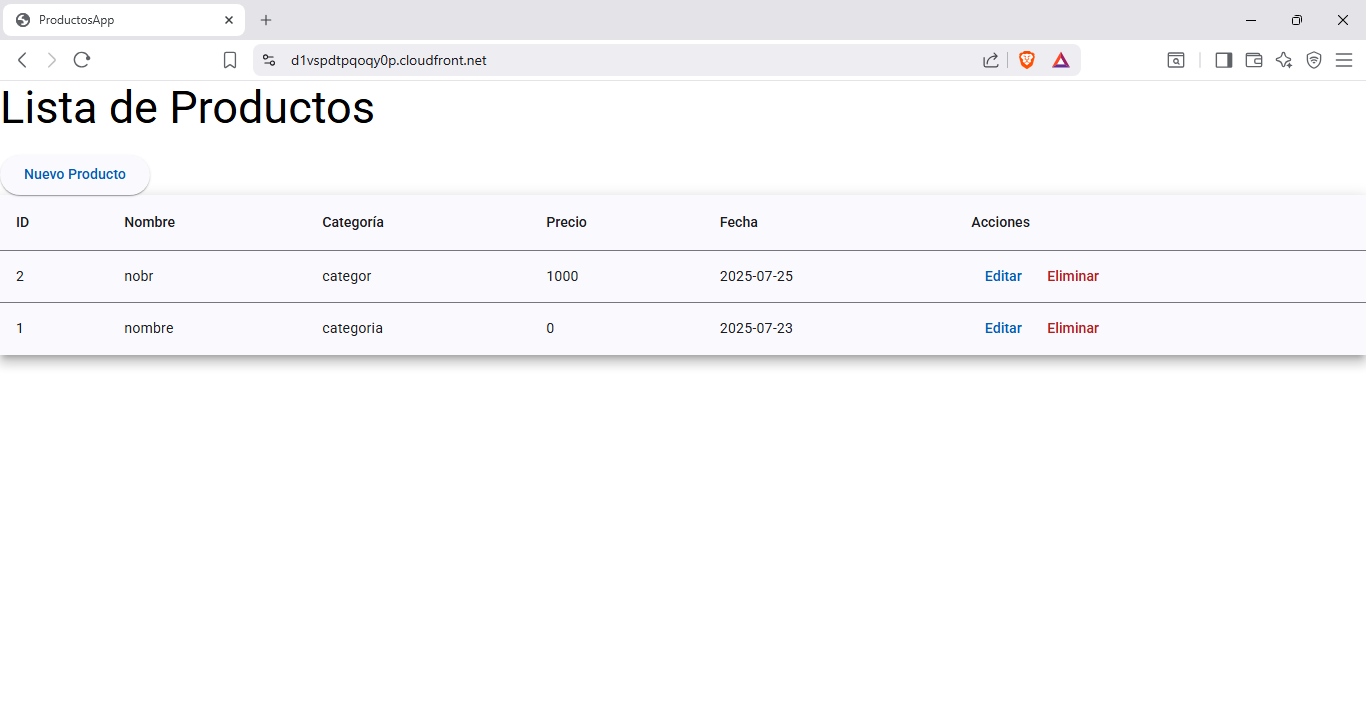 ProductosApp
d1vspdtpqoqy0p.cloudfront.net
Lista de Productos
Nuevo Producto
ID Nombre Categoría Precio Fecha Acciones
2 nobr categor 1000 2025-07-25 Editar Eliminar
1 nombre categoria 0 2025-07-23 Editar Eliminar